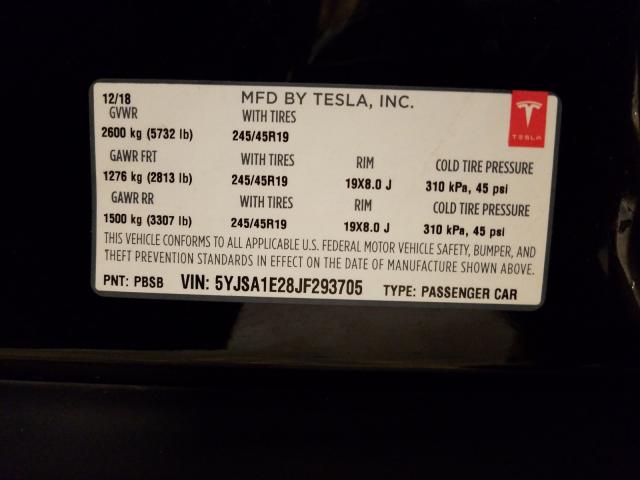 12/18 MFD BY TESLA, INC.
GVWR WITH TIRES
2600 kg (5732 lb) 245/45R19
GAWR FRT WITH TIRES RIM COLD TIRE PRESSURE
1276 kg (2813 lb) 245/45R19 19X8.0 J 310 kPa, 45 psi
GAWR RR WITH TIRES RIM COLD TIRE PRESSURE
1500 kg (3307 lb) 245/45R19 19X8.0 J 310 kPa, 45 psi
THIS VEHICLE CONFORMS TO ALL APPLICABLE U.S. FEDERAL MOTOR VEHICLE SAFETY, BUMPER, AND
THEFT PREVENTION STANDARDS IN EFFECT ON THE DATE OF MANUFACTURE SHOWN ABOVE.
PNT: PBSB VIN: 5YJSA1E28JF293705 TYPE: PASSENGER CAR
TESLA